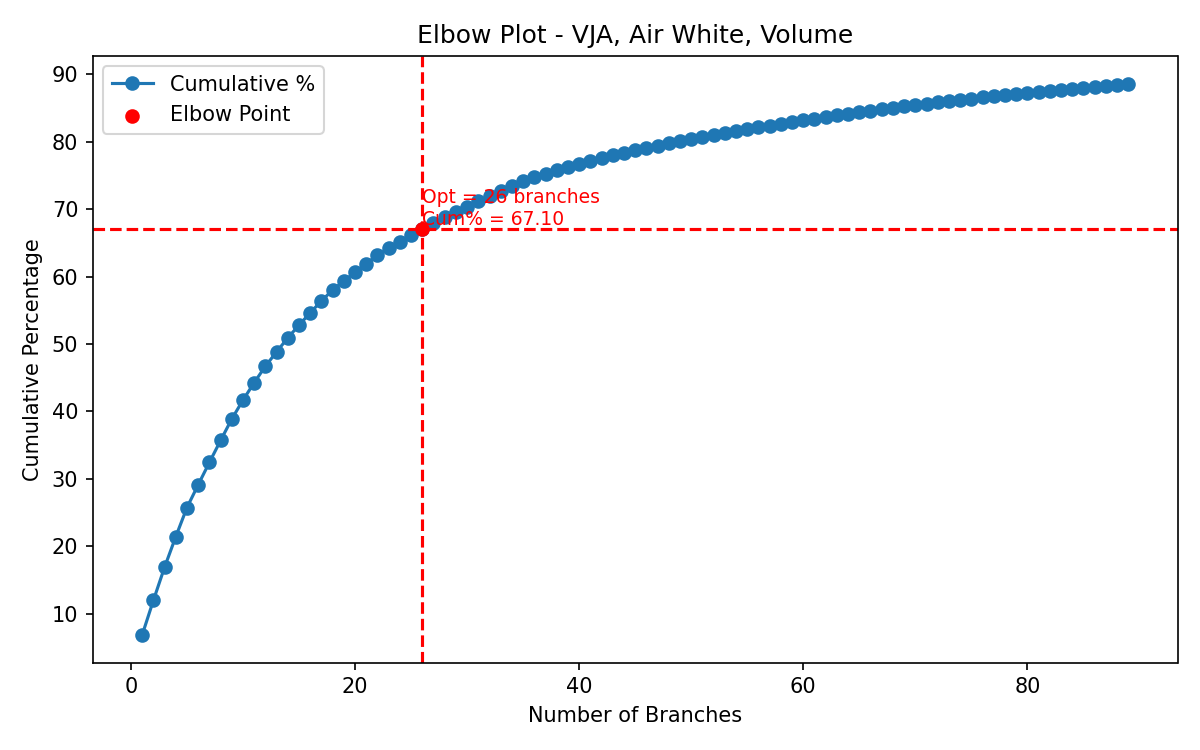 Elbow Plot - VJA, Air White, Volume
Cumulative %
Elbow Point
Opt = 26 branches
Cum% = 67.10
Cumulative Percentage
90
80
70
60
50
40
30
20
10
0
20
40
60
80
Number of Branches